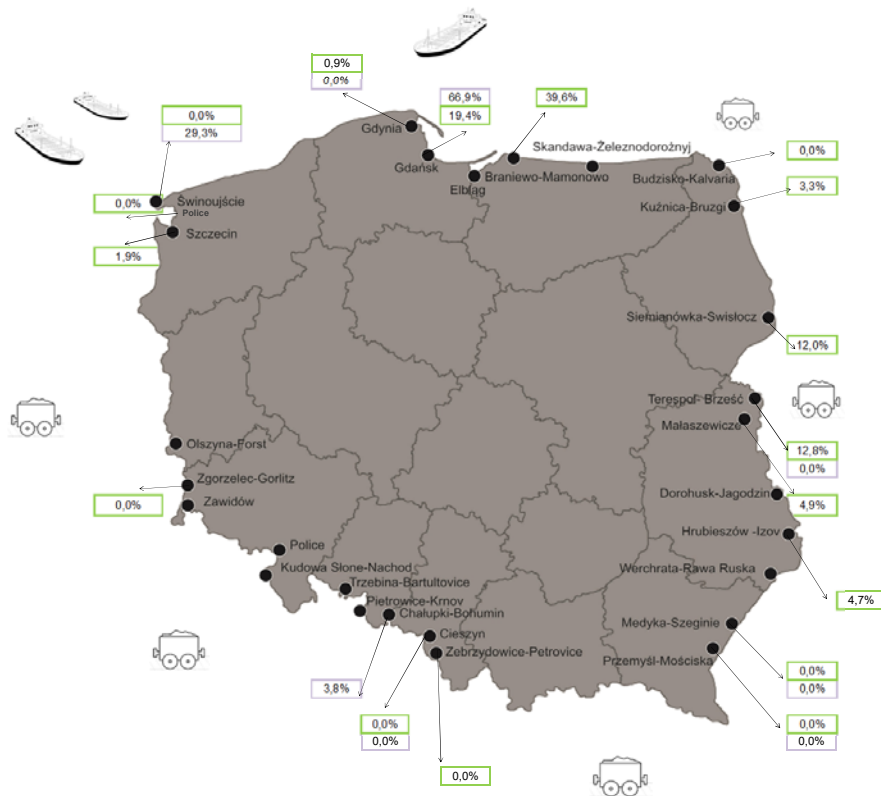 0,9%
0,0%
66,9%
19,4%
39,6%
0,0%
29,3%
Gdynia
Gdańsk
Elbląg
Skandawa-Żeleznodorożnyj
Braniewo-Mamonowo
Budzisko-Kalvaria
0,0%
3,3%
Kuźnica-Bruzgi
Świnoujście
0,0%
Police
Szczecin
1,9%
Siemianówka-Swisłocz
12,0%
Terespol- Brześć
Małaszewicze
12,8%
0,0%
Olszyna-Forst
Zgorzelec-Gorlitz
0,0%
Zawidów
Dorohusk-Jagodzin
4,9%
Hrubieszów -Izov
Police
Kudowa Słone-Nachod
Werchrata-Rawa Ruska
Trzebina-Bartultovice
Pietrowice-Krnov
4,7%
Chałupki-Bohumin
Medyka-Szeginie
Cieszyn
Zebrzydowice-Petrovice
Przemyśl-Mościska
3,8%
0,0%
0,0%
0,0%
0,0%
0,0%
0,0%
0,0%